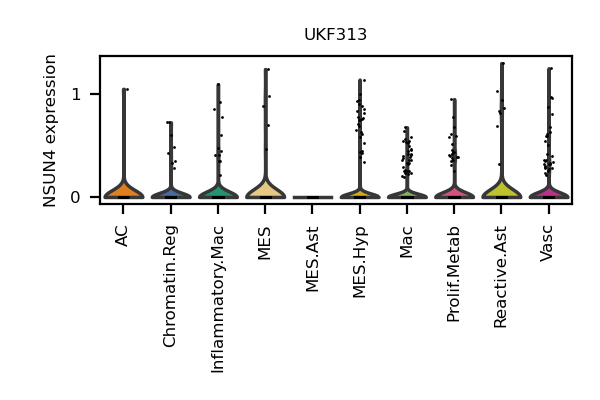 UKF313
NSUN4 expression
1
0
AC
Chromatin.Reg
Inflammatory.Mac
MES
MES.Ast
MES.Hyp
Mac
Prolif.Metab
Reactive.Ast
Vasc